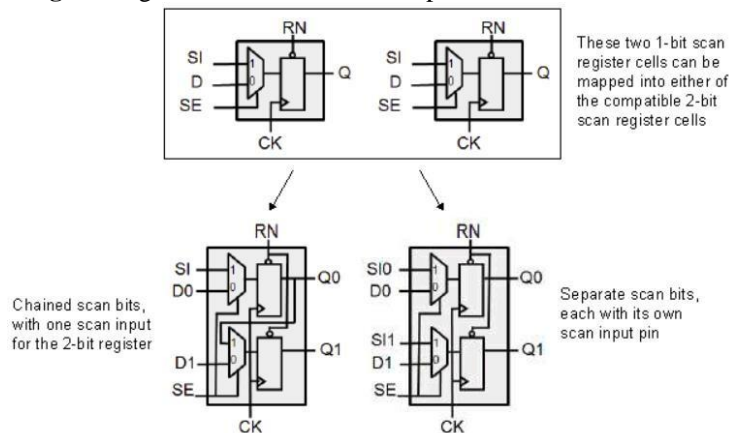 RN
RN
SI
1
D
0
Q
SE
CK
SI
1
D
0
Q
SE
CK
These two 1-bit scan
register cells can be
mapped into either of
the compatible 2-bit
scan register cells
RN
SI
1
D0
0
Q0
1
D1
0
Q1
SE
CK
Chained scan bits,
with one scan input
for the 2-bit register
RN
SI0
1
D0
0
Q0
SI1
1
D1
0
Q1
SE
CK
Separate scan bits,
each with its own
scan input pin